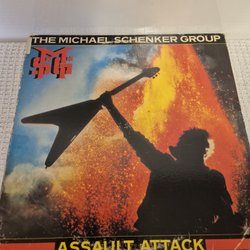 THE MICHAEL SCHENKER GROUP
MSG
ASSAULT ATTACK